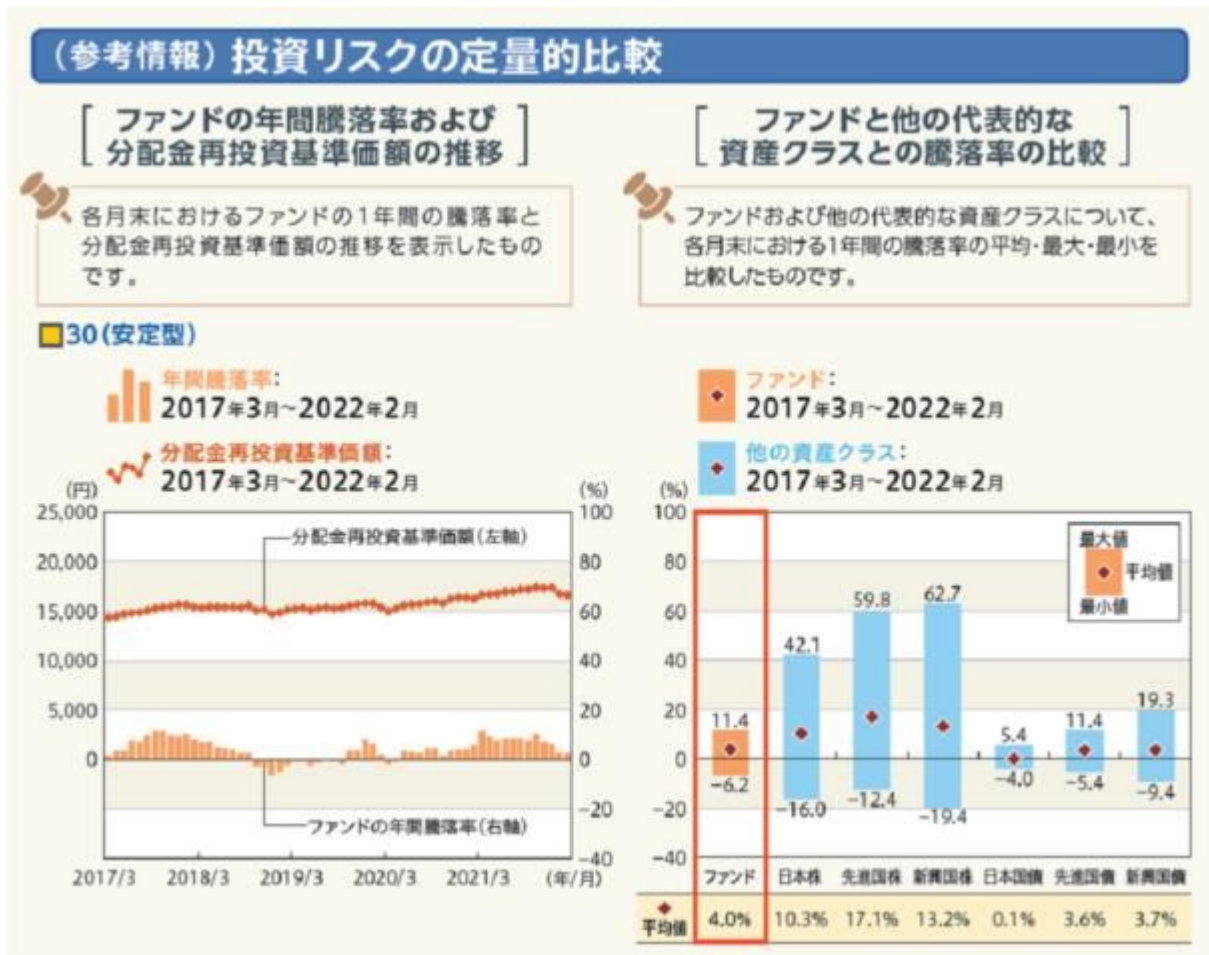 （参考情報）投資リスクの定量的比較
ファンドの年間騰落率および
分配金再投資基準価額の推移
各月末におけるファンドの1年間の騰落率と
分配金再投資基準価額の推移を表示したもの
です。
30（安定型）
年間騰落率：
2017年3月~2022年2月
分配金再投資基準価額：
2017年3月~2022年2月
(円)
(%)
25,000
20,000
15,000
10,000
5,000
0
100
80
60
40
20
0
-20
-40
分配金再投資基準価額（左軸）
ファンドの年間騰落率（右軸）
2017/3 2018/3 2019/3 2020/3 2021/3 (年/月)
ファンドと他の代表的な
資産クラスとの騰落率の比較
ファンドおよび他の代表的な資産クラスについて、
各月末における1年間の騰落率の平均・最大・最小を
比較したものです。
ファンド：
2017年3月~2022年2月
他の資産クラス：
2017年3月~2022年2月
(%)
100
80
60
40
20
0
-20
-40
最大値
平均値
最小値
11.4 42.1 59.8 62.7 5.4 11.4 19.3
-6.2 -16.0 -12.4 -19.4 -4.0 -5.4 -9.4
ファンド 日本株 先進国株 新興国株 日本国債 先進国債 新興国債
平均値 4.0% 10.3% 17.1% 13.2% 0.1% 3.6% 3.7%